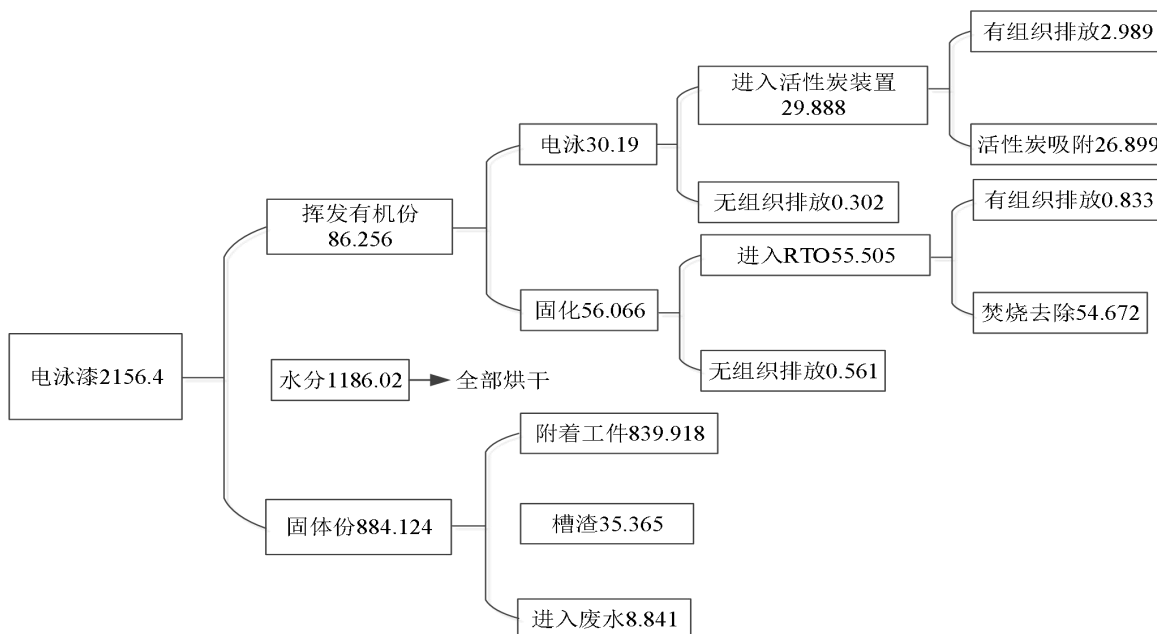 有组织排放2.989
进入活性炭装置
29.888
电泳30.19
活性炭吸附26.899
挥发有机份
86.256
无组织排放0.302
有组织排放0.833
进入RTO55.505
固化56.066
焚烧去除54.672
电泳漆2156.4
水分1186.02
全部烘干
无组织排放0.561
附着工件839.918
固体份884.124
槽渣35.365
进入废水8.841